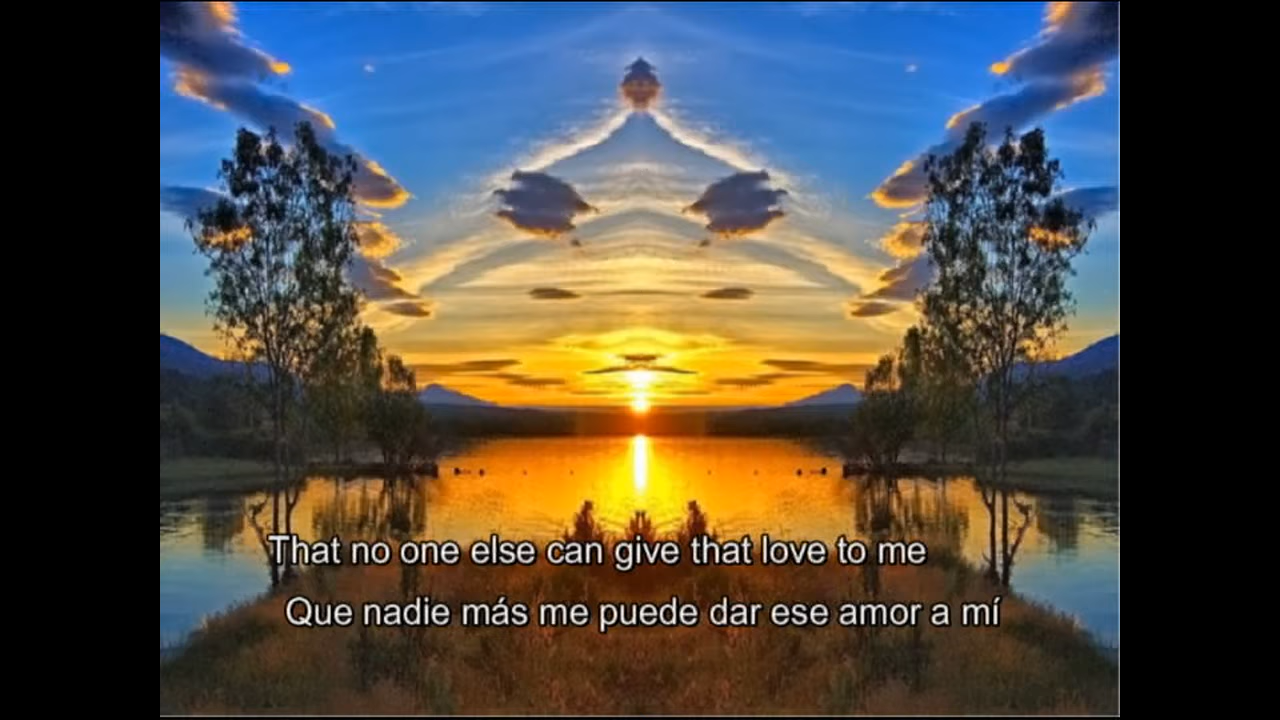 That no one else can give that love to me
Que nadie más me puede dar ese amor a mí